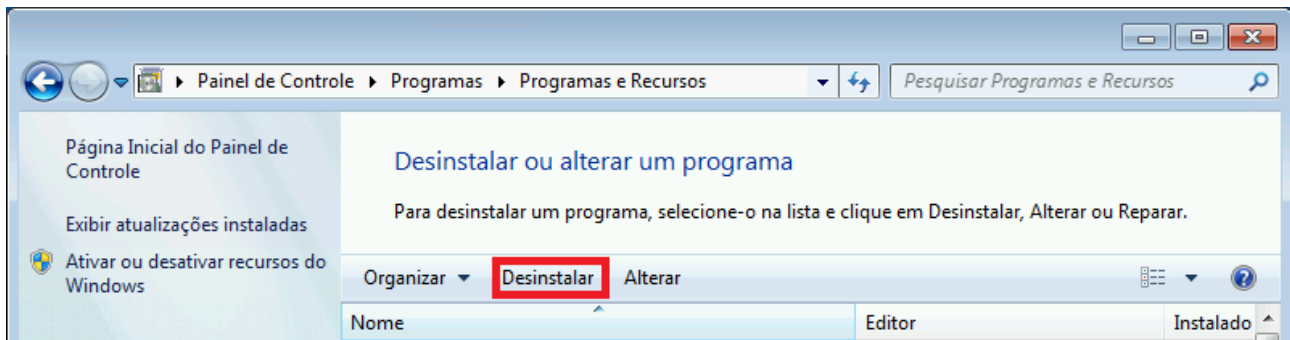 Painel de Controle Programas Programas e Recursos
Pesquisar Programas e Recursos
Página Inicial do Painel de
Controle
Exibir atualizações instaladas
Ativar ou desativar recursos do
Windows
Desinstalar ou alterar um programa
Para desinstalar um programa, selecione-o na lista e clique em Desinstalar, Alterar ou Reparar.
Organizar Desinstalar Alterar
Nome Editor Instalado